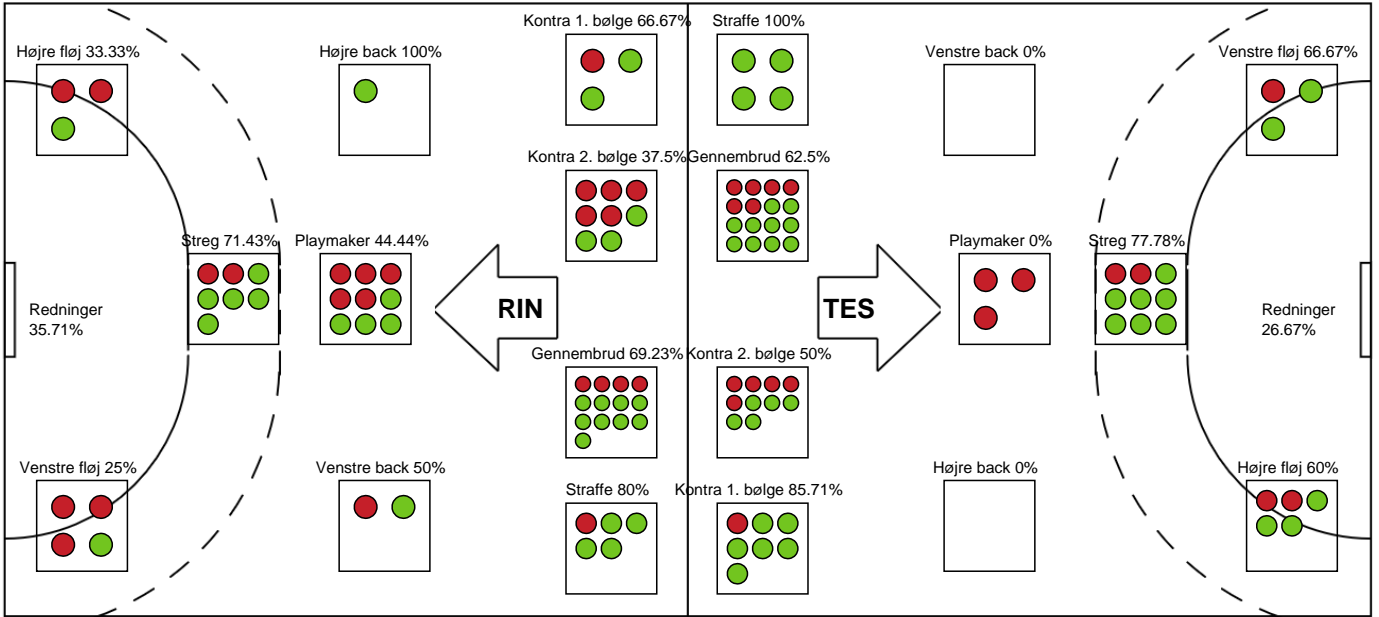 Kontra 1. bølge 66.67%
Straffe 100%
Højre fløj 33.33%
Højre back 100%
Venstre back 0%
Venstre fløj 66.67%
Kontra 2. bølge 37.5%
Gennembrud 62.5%
Streg 71.43%
Playmaker 44.44%
Playmaker 0%
Streg 77.78%
Redninger
35.71%
RIN
TES
Redninger
26.67%
Gennembrud 69.23%
Kontra 2. bølge 50%
Venstre fløj 25%
Venstre back 50%
Højre back 0%
Højre fløj 60%
Straffe 80%
Kontra 1. bølge 85.71%